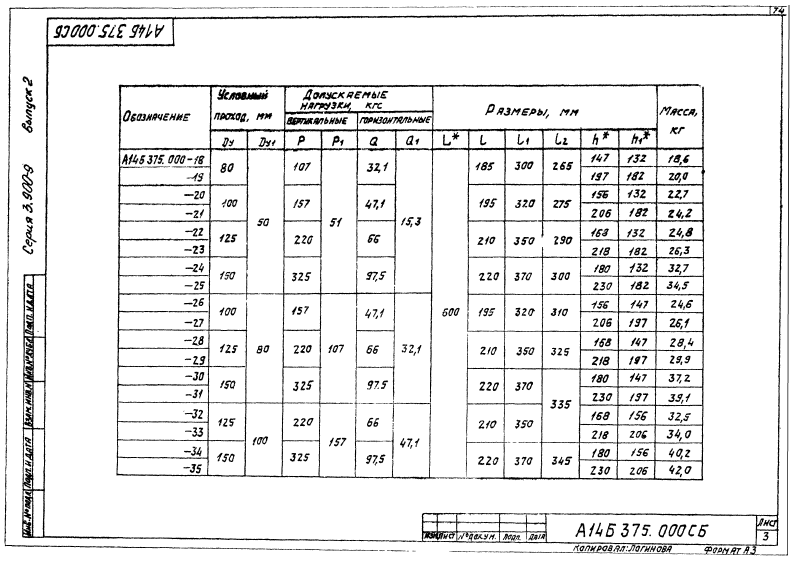 74
А14Б 375.000СБ
Серия 3.900-9 Выпуск 2
Обозначение | Условный проход, мм | Допускаемые нагрузки, кгс | Размеры, мм | Масса, кг
вертикальные | горизонтальные
Dу | Dу1 | P | P1 | Q | Q1 | L* | L | L1 | L2 | h* | h1*
А14Б 375.000-18 | 80 | 50 | 107 | 51 | 32,1 | 15,3 | 600 | 185 | 300 | 265 | 147 | 132 | 18,6
-19 | 197 | 182 | 20,0
-20 | 100 | 157 | 47,1 | 195 | 320 | 275 | 156 | 132 | 22,7
-21 | 206 | 182 | 24,2
-22 | 125 | 220 | 66 | 210 | 350 | 290 | 168 | 132 | 24,8
-23 | 218 | 182 | 26,3
-24 | 150 | 325 | 97,5 | 220 | 370 | 300 | 180 | 132 | 32,7
-25 | 230 | 182 | 34,5
-26 | 100 | 80 | 157 | 107 | 47,1 | 32,1 | 195 | 320 | 310 | 156 | 147 | 24,6
-27 | 206 | 197 | 26,1
-28 | 125 | 220 | 66 | 210 | 350 | 325 | 168 | 147 | 28,4
-29 | 218 | 197 | 29,9
-30 | 150 | 325 | 97.5 | 220 | 370 | 335 | 180 | 147 | 37,2
-31 | 230 | 197 | 39,1
-32 | 125 | 100 | 220 | 157 | 66 | 47,1 | 210 | 350 | 168 | 156 | 32,5
-33 | 218 | 206 | 34,0
-34 | 150 | 325 | 97,5 | 220 | 370 | 345 | 180 | 156 | 40,2
-35 | 230 | 206 | 42,0
Инв.№подл. Подп. и дата Взам.инв.№ Инв.№дубл. Подп. и дата
Изм Лист №докум. Подп. Дата
А14Б 375.000СБ
Лист
3
Копировал: Логинова Формат А3